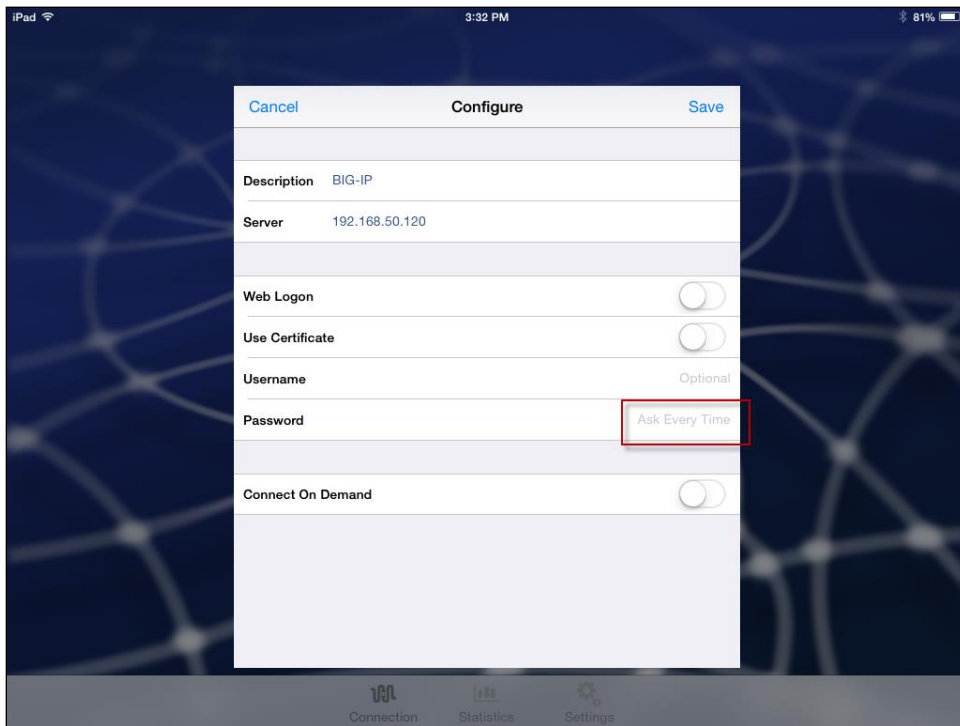 iPad 3:32 PM 81%
Cancel Configure Save
Description BIG-IP
Server 192.168.50.120
Web Logon
Use Certificate
Username Optional
Password Ask Every Time
Connect On Demand
Connection Statistics Settings